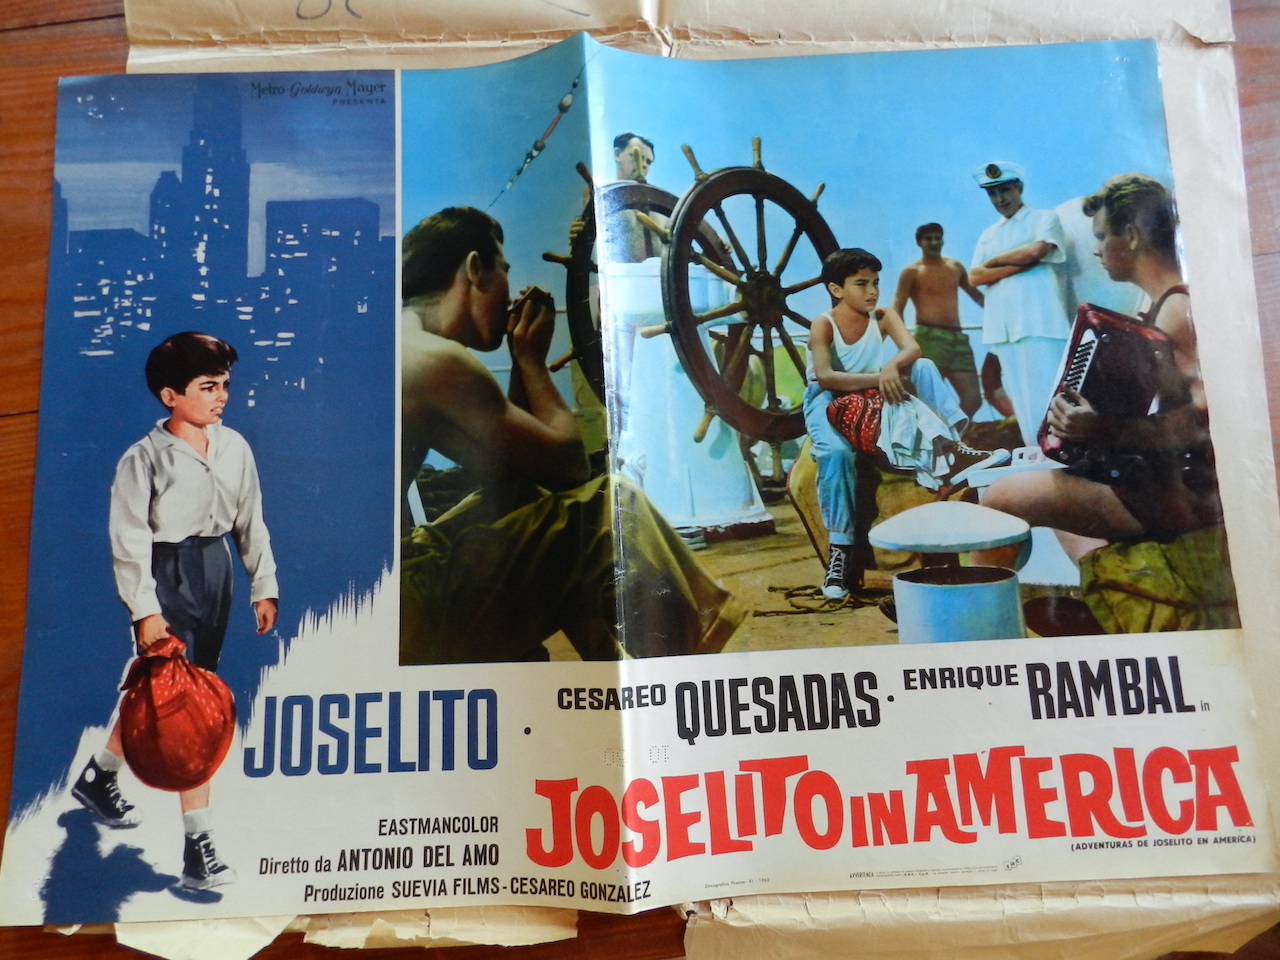 Metro-Goldwyn Mayer
PRESENTA
JOSELITO · CESAREO QUESADAS · ENRIQUE RAMBAL in
JOSELITO IN AMERICA
(ADVENTURAS DE JOSELITO EN AMERICA)
EASTMANCOLOR
Diretto da ANTONIO DEL AMO
Produzione SUEVIA FILMS - CESAREO GONZALEZ
AVVERTENZA